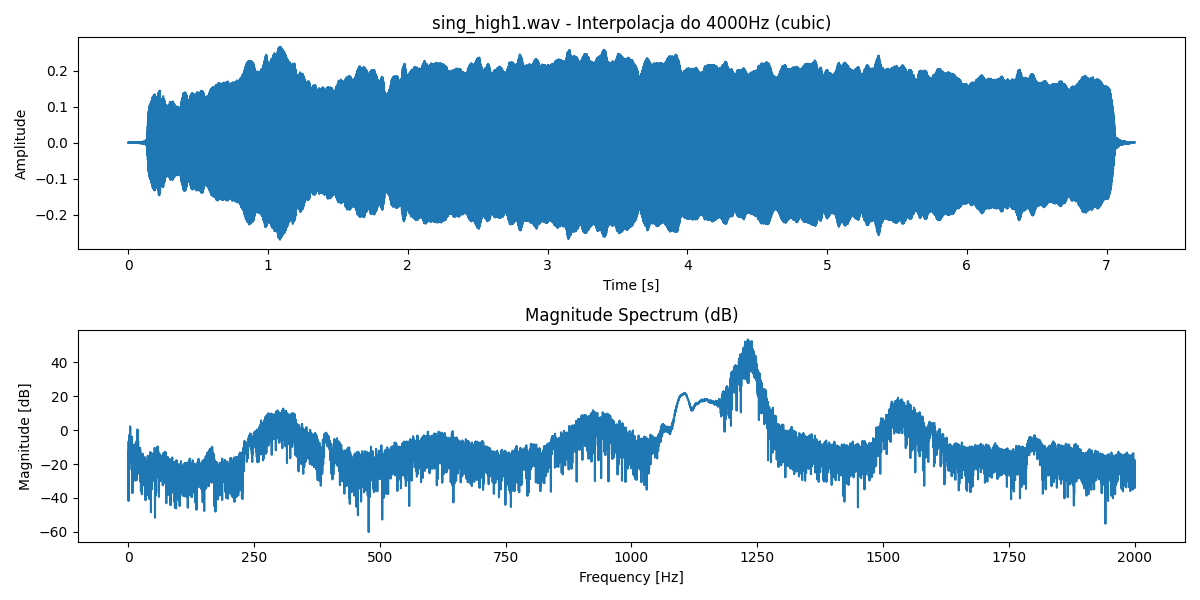 sing_high1.wav - Interpolacja do 4000Hz (cubic)
0.2
0.1
0.0
−0.1
−0.2
Amplitude
0 1 2 3 4 5 6 7
Time [s]
Magnitude Spectrum (dB)
40
20
0
−20
−40
−60
Magnitude [dB]
0 250 500 750 1000 1250 1500 1750 2000
Frequency [Hz]